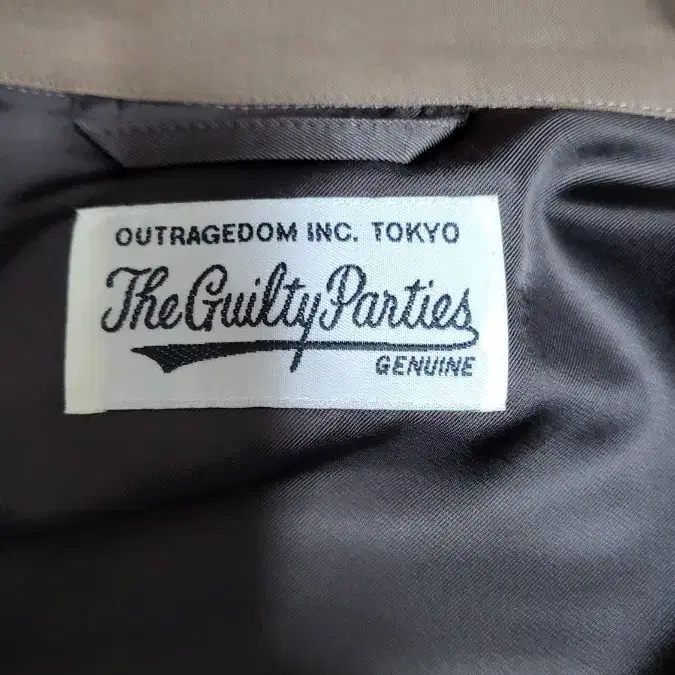 OUTRAGEDOM INC. TOKYO
The Guilty Parties
GENUINE